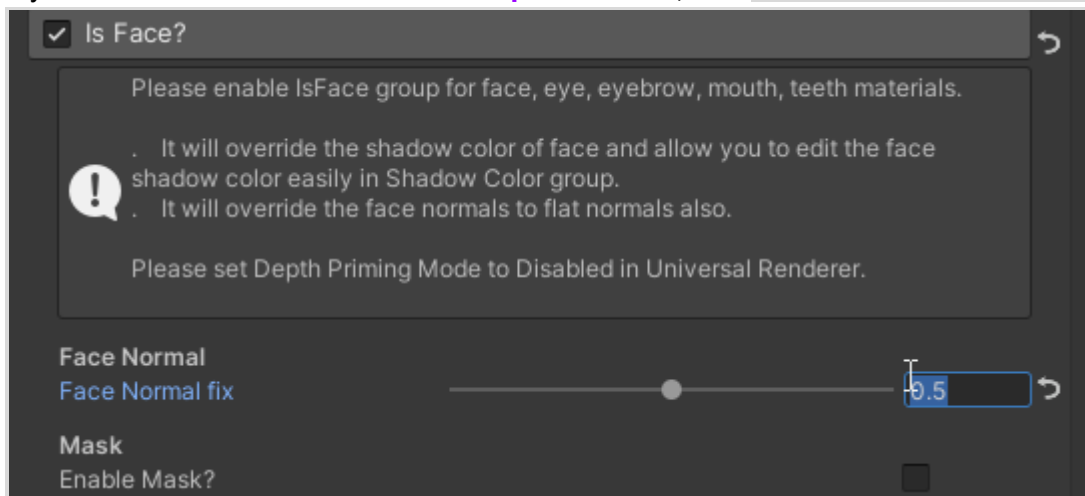 Is Face?
Please enable IsFace group for face, eye, eyebrow, mouth, teeth materials.
. It will override the shadow color of face and allow you to edit the face
shadow color easily in Shadow Color group.
. It will override the face normals to flat normals also.
Please set Depth Priming Mode to Disabled in Universal Renderer.
Face Normal
Face Normal fix
0.5
Mask
Enable Mask?